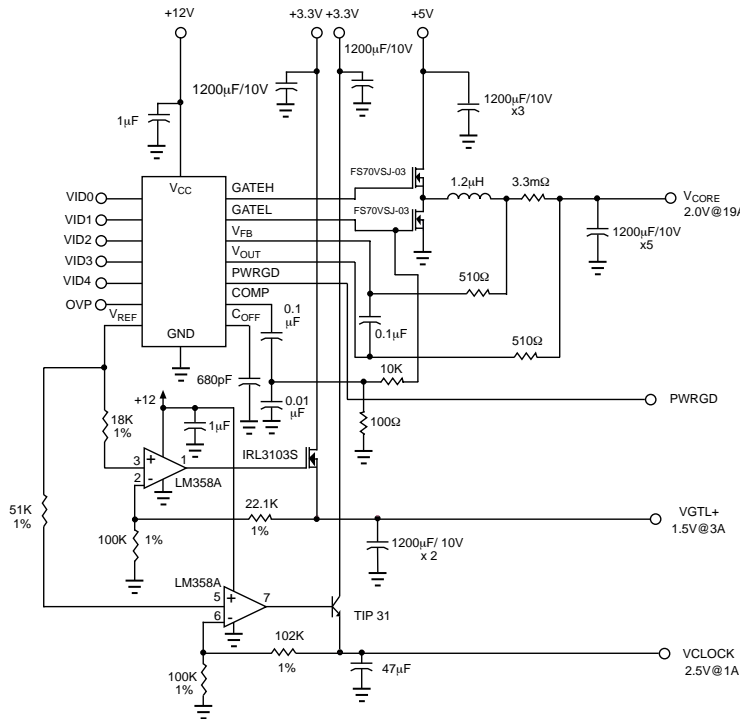 +12V
+3.3V +3.3V
+5V
1200µF/10V
1200µF/10V
1µF
1200µF/10V
x3
FS70VSJ-03
1.2µH
3.3mΩ
VCC
VID0
GATEH
VCORE
2.0V@19A
FS70VSJ-03
VID1
GATEL
VID2
VFB
1200µF/10V
x5
VID3
VOUT
VID4
PWRGD
510Ω
OVP
COMP
VREF
COFF
0.1
µF
0.1µF
GND
510Ω
680pF
10K
0.01
µF
PWRGD
+12
18K
1%
1µF
100Ω
IRL3103S
3
+
1
2
-
LM358A
51K
1%
22.1K
1%
VGTL+
1.5V@3A
100K
1%
1200µF/ 10V
x 2
LM358A
5
+
7
6
-
TIP 31
102K
1%
VCLOCK
2.5V@1A
100K
1%
47µF